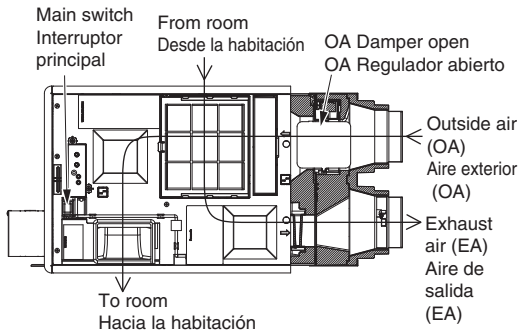 Main switch
Interruptor
principal
From room
Desde la habitación
OA Damper open
OA Regulador abierto
Outside air
(OA)
Aire exterior
(OA)
Exhaust
air (EA)
Aire de
salida
(EA)
To room
Hacia la habitación